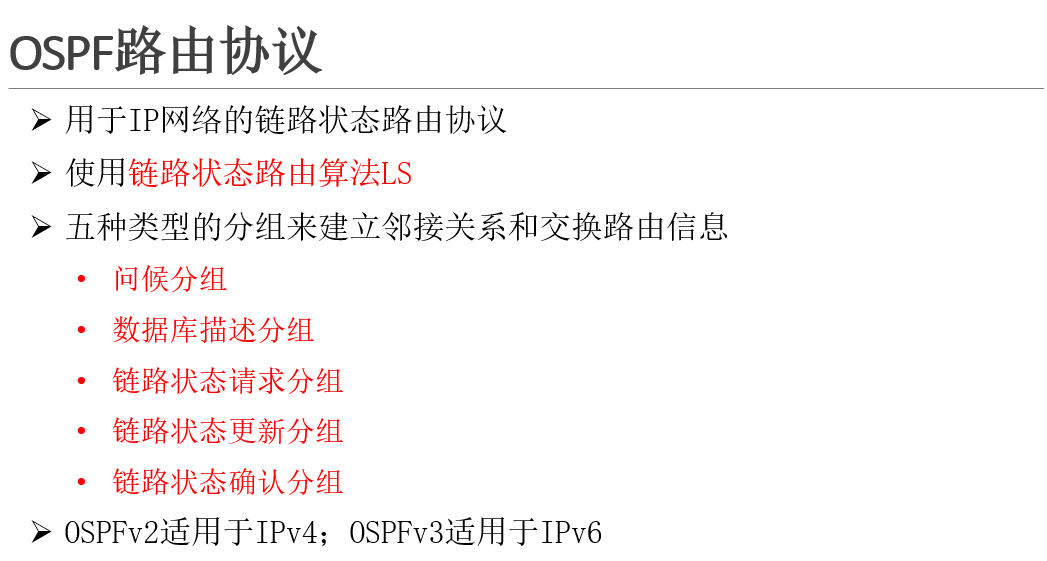 OSPF路由协议
用于IP网络的链路状态路由协议
使用链路状态路由算法LS
五种类型的分组来建立邻接关系和交换路由信息
问候分组
数据库描述分组
链路状态请求分组
链路状态更新分组
链路状态确认分组
OSPFv2适用于IPv4；OSPFv3适用于IPv6